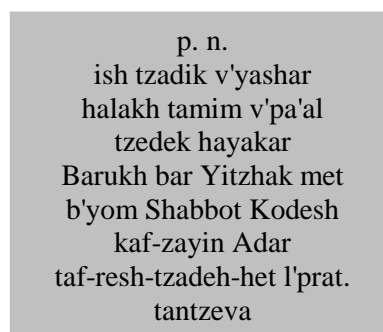 p. n.
ish tzadik v'yashar
halakh tamim v'pa'al
tzedek hayakar
Barukh bar Yitzhak met
b'yom Shabbot Kodesh
kaf-zayin Adar
taf-resh-tzadeh-het l'prat.
tantzeva